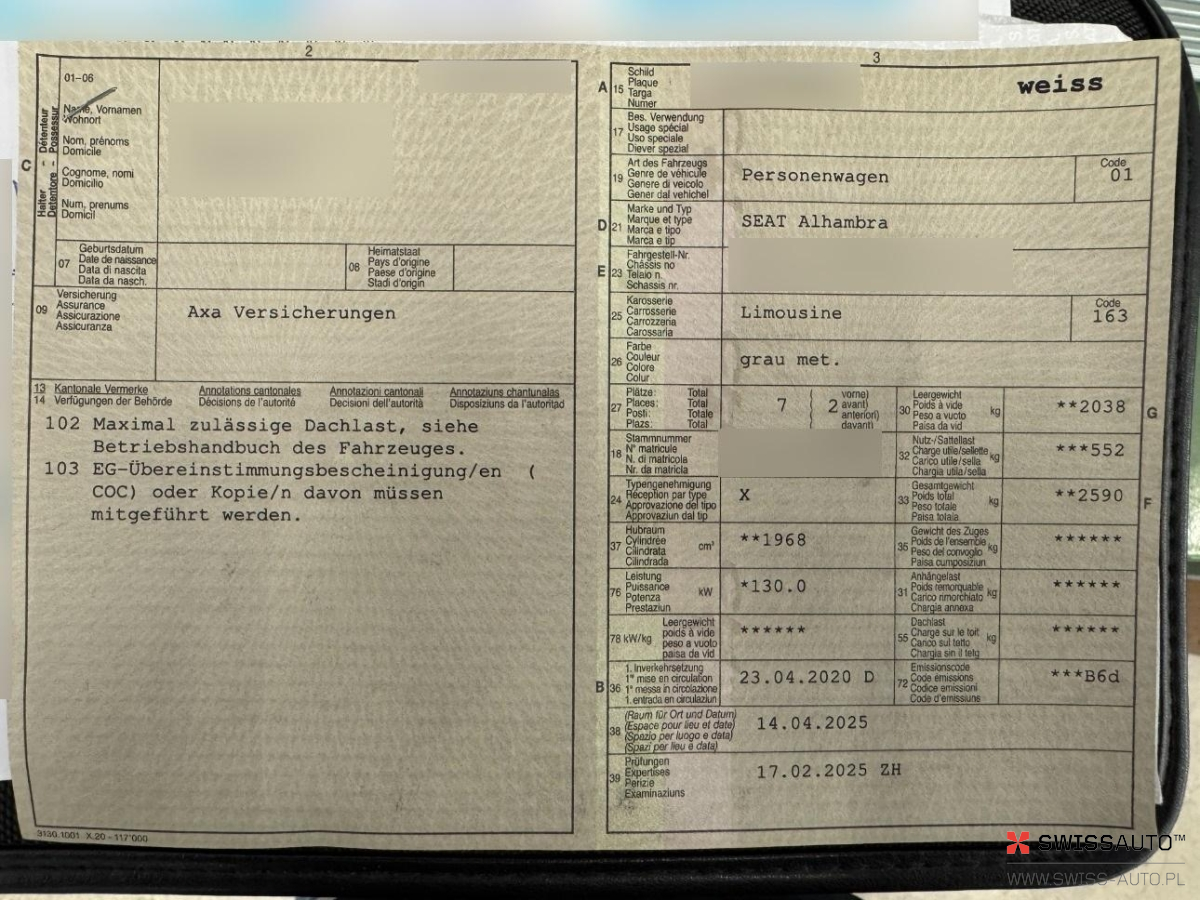 2
01-06
Name, Vornamen
Wohnort
Nom, prénoms
Domicile
Cognome, nomi
Domicilio
Num, prenums
Domicil
C
Halter - Détenteur
Detentore - Possessur
07 Geburtsdatum
Date de naissance
Data di nascita
Data da nasch.
08 Heimatstaat
Pays d'origine
Paese d'origine
Stadi d'origin
09 Versicherung
Assurance
Assicurazione
Assicuranza
Axa Versicherungen
13 Kantonale Vermerke Annotations cantonales Annotazioni cantonali Annotaziuns chantunalas
14 Verfügungen der Behörde Décisions de l'autorité Decisioni dell'autorità Disposiziuns da l'autoritad
102 Maximal zulässige Dachlast, siehe
Betriebshandbuch des Fahrzeuges.
103 EG-Übereinstimmungsbescheinigung/en (
COC) oder Kopie/n davon müssen
mitgeführt werden.
3130.1001 X.20 - 117'000
3
A 15 Schild
Plaque
Targa
Numer
weiss
17 Bes. Verwendung
Usage spécial
Uso speciale
Diever spezial
19 Art des Fahrzeugs
Genre de véhicule
Genere di veicolo
Gener dal vehichel
Personenwagen
Code
01
D 21 Marke und Typ
Marque et type
Marca e tipo
Marca e tip
SEAT Alhambra
E 23 Fahrgestell-Nr.
Châssis no
Telaio n.
Schassis nr.
25 Karosserie
Carrosserie
Carrozzeria
Carossaria
Limousine
Code
163
26 Farbe
Couleur
Colore
Colur
grau met.
27 Plätze: Total
Places: Total
Posti: Totale
Plazs: Total
7 2 vorne)
avant)
anteriori)
davant)
30 Leergewicht
Poids à vide
Peso a vuoto
Paisa da vid
kg
**2038
G
18 Stammnummer
N° matricule
N. di matricola
Nr. da matricla
32 Nutz-/Sattellast
Charge utile/sellette
Carico utile/sella
Chargia utila/sella
kg
***552
24 Typengenehmigung
Réception par type
Approvazione del tipo
Approvaziun dal tip
X
33 Gesamtgewicht
Poids total
Peso totale
Paisa totala
kg
**2590
F
37 Hubraum
Cylindrée
Cilindrata
Cilindrada
cm³
**1968
35 Gewicht des Zuges
Poids de l'ensemble
Peso del convoglio
Paisa cumposiziun
kg
******
76 Leistung
Puissance
Potenza
Prestaziun
kW
*130.0
31 Anhängelast
Poids remorquable
Carico rimorchiato
Chargia annexa
kg
******
78 kW/kg Leergewicht
poids à vide
peso a vuoto
paisa da vid
******
55 Dachlast
Charge sur le toit
Carico sul tetto
Chargia sin il tetg
kg
******
B 36 1. Inverkehrsetzung
1re mise en circulation
1a messa in circolazione
1. entrada en circulaziun
23.04.2020 D
72 Emissionscode
Code émissions
Codice emissioni
Code d'emissiuns
***B6d
38 (Raum für Ort und Datum)
(Espace pour lieu et date)
(Spazio per luogo e data)
(Spazi per lieu e data)
14.04.2025
39 Prüfungen
Expertises
Perizie
Examinaziuns
17.02.2025 ZH
SWISSAUTO™
WWW.SWISS-AUTO.PL